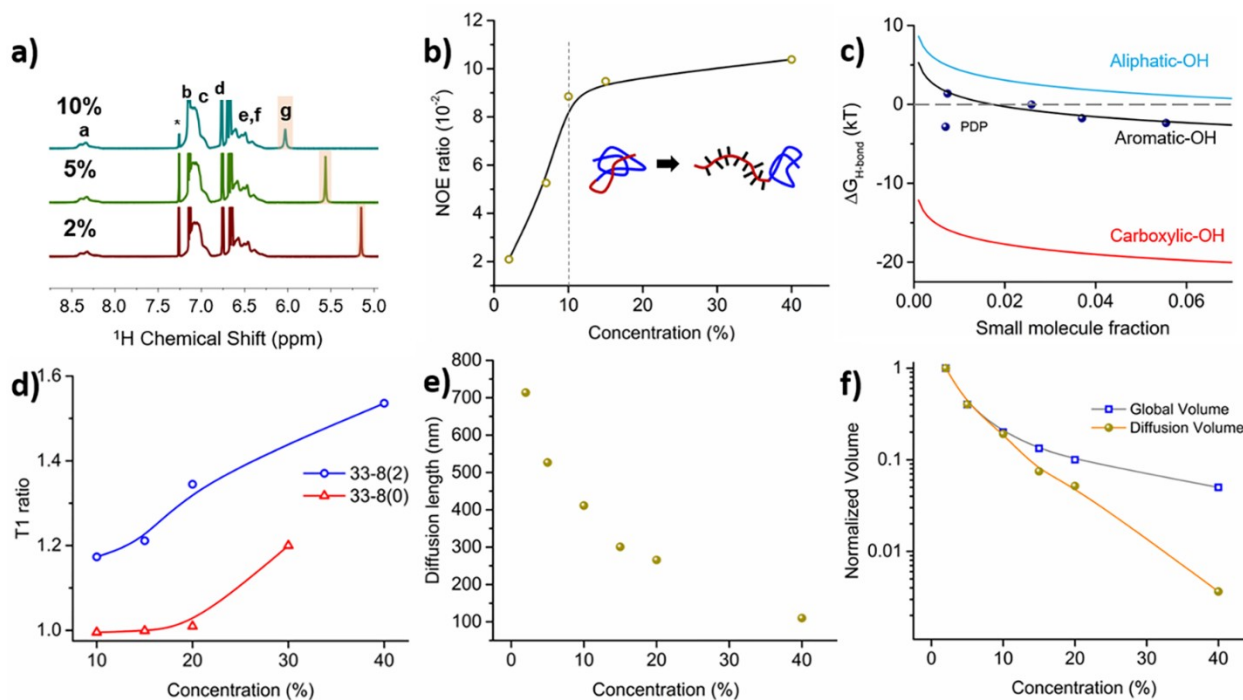 a)
10%
5%
2%
a
*
b
c
d
e,f
g
8.5 8.0 7.5 7.0 6.5 6.0 5.5 5.0
¹H Chemical Shift (ppm)
b)
NOE ratio (10⁻²)
12
10
8
6
4
2
0 10 20 30 40
Concentration (%)
c)
ΔG H-bond (kT)
10
0
-10
-20
Aliphatic-OH
PDP
Aromatic-OH
Carboxylic-OH
0.00 0.02 0.04 0.06
Small molecule fraction
d)
T1 ratio
1.6
1.4
1.2
1.0
33-8(2)
33-8(0)
10 20 30 40
Concentration (%)
e)
Diffusion length (nm)
800
700
600
500
400
300
200
100
0 10 20 30 40
Concentration (%)
f)
Normalized Volume
1
0.1
0.01
Global Volume
Diffusion Volume
0 10 20 30 40
Concentration (%)